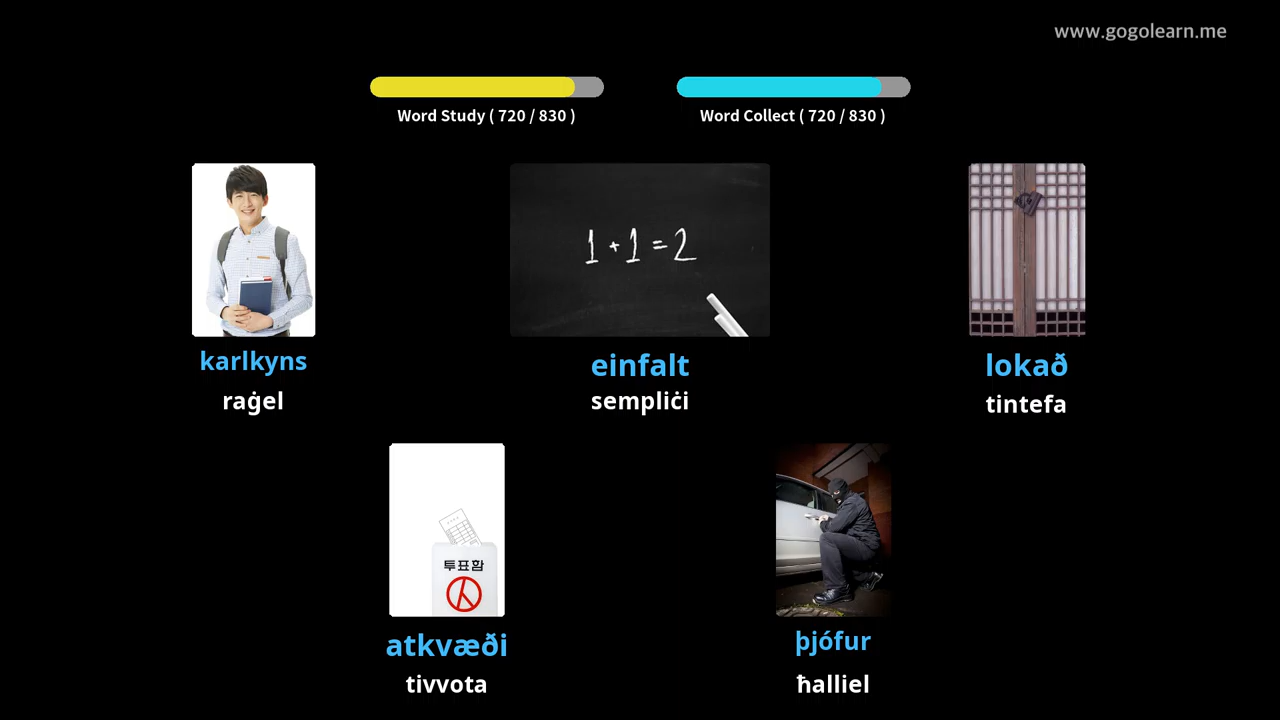 www.gogolearn.me
Word Study ( 720 / 830 )
Word Collect ( 720 / 830 )
1 + 1 = 2
karlkyns
raġel
einfalt
sempliċi
lokað
tintefa
투표함
atkvæði
tivvota
þjófur
ħalliel